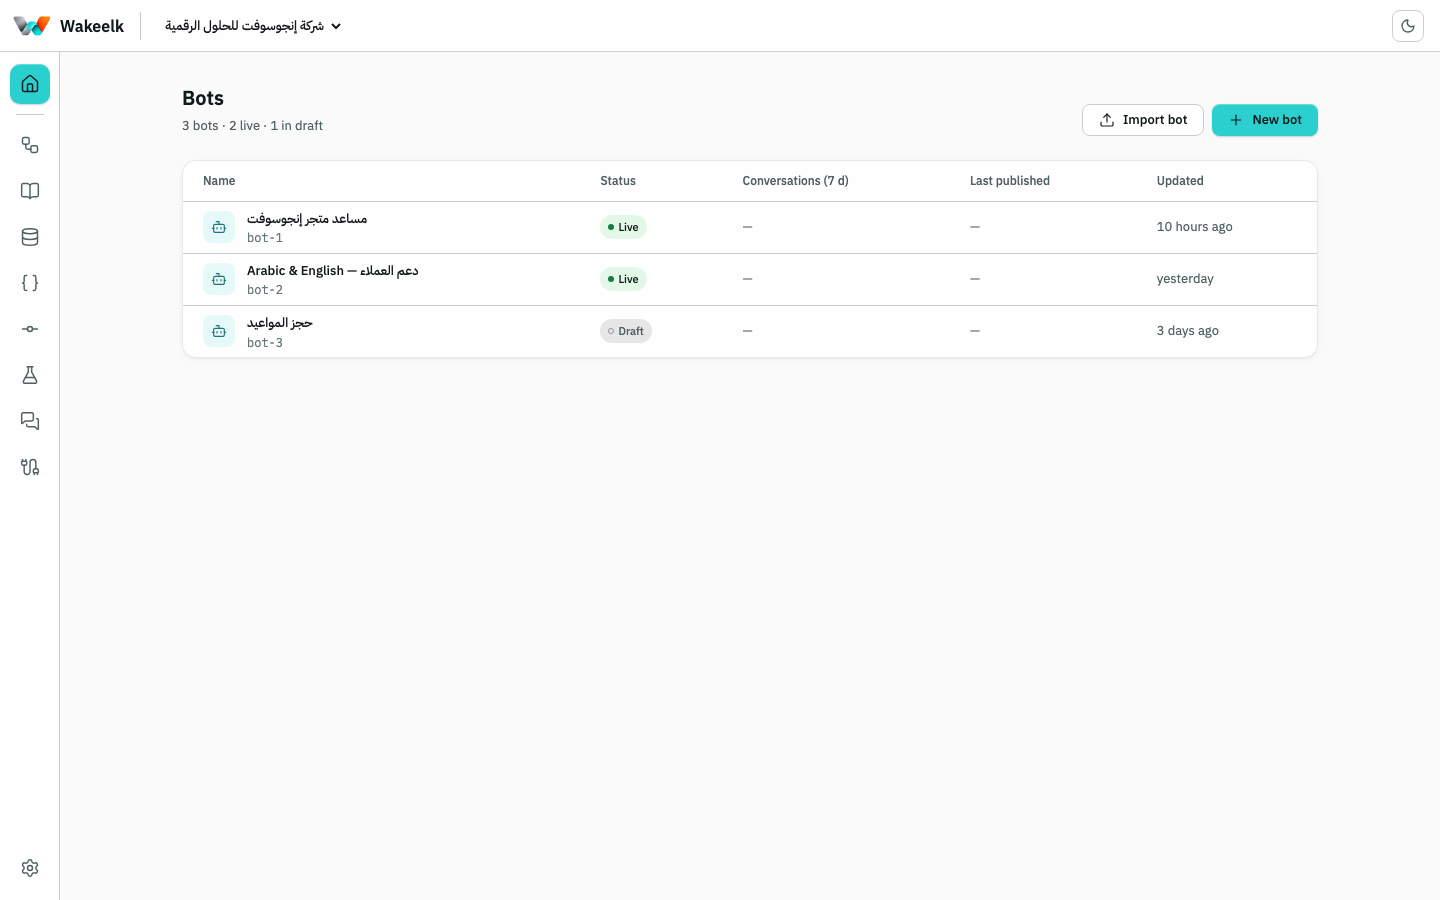 Wakeelk
شركة إنجوسوفت للحلول الرقمية
Bots
3 bots · 2 live · 1 in draft
Import bot
New bot
Name Status Conversations (7 d) Last published Updated
مساعد متجر إنجوسوفت
bot-1
Live — — 10 hours ago
Arabic & English — دعم العملاء
bot-2
Live — — yesterday
حجز المواعيد
bot-3
Draft — — 3 days ago